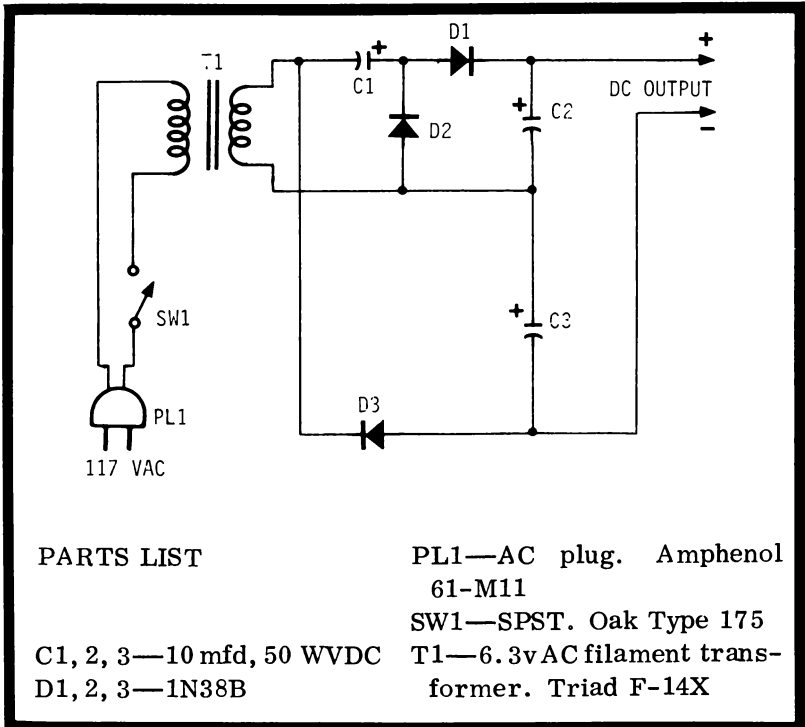 T1
D1
+
C1
D2
+
C2
+
DC OUTPUT
−
SW1
+
C3
D3
PL1
117 VAC
PARTS LIST
C1, 2, 3—10 mfd, 50 WVDC
D1, 2, 3—1N38B
PL1—AC plug. Amphenol
61-M11
SW1—SPST. Oak Type 175
T1—6.3v AC filament trans-
former. Triad F-14X